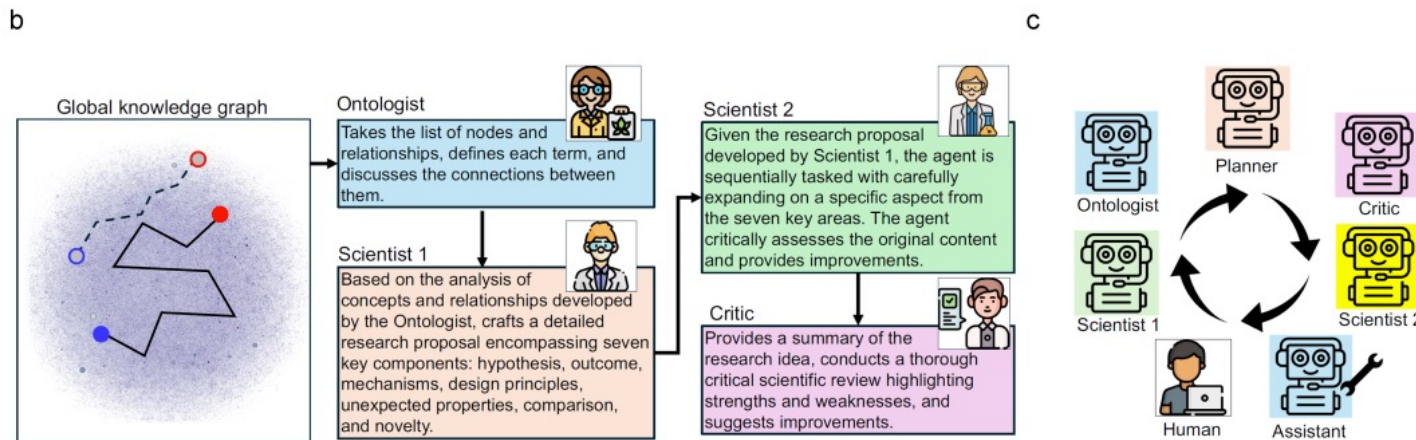 b
c
Global knowledge graph
Ontologist
Takes the list of nodes and
relationships, defines each term, and
discusses the connections between
them.
Scientist 1
Based on the analysis of
concepts and relationships developed
by the Ontologist, crafts a detailed
research proposal encompassing seven
key components: hypothesis, outcome,
mechanisms, design principles,
unexpected properties, comparison,
and novelty.
Scientist 2
Given the research proposal
developed by Scientist 1, the agent is
sequentially tasked with carefully
expanding on a specific aspect from
the seven key areas. The agent
critically assesses the original content
and provides improvements.
Critic
Provides a summary of the
research idea, conducts a thorough
critical scientific review highlighting
strengths and weaknesses, and
suggests improvements.
Planner
Ontologist
Critic
Scientist 1
Scientist 2
Human
Assistant